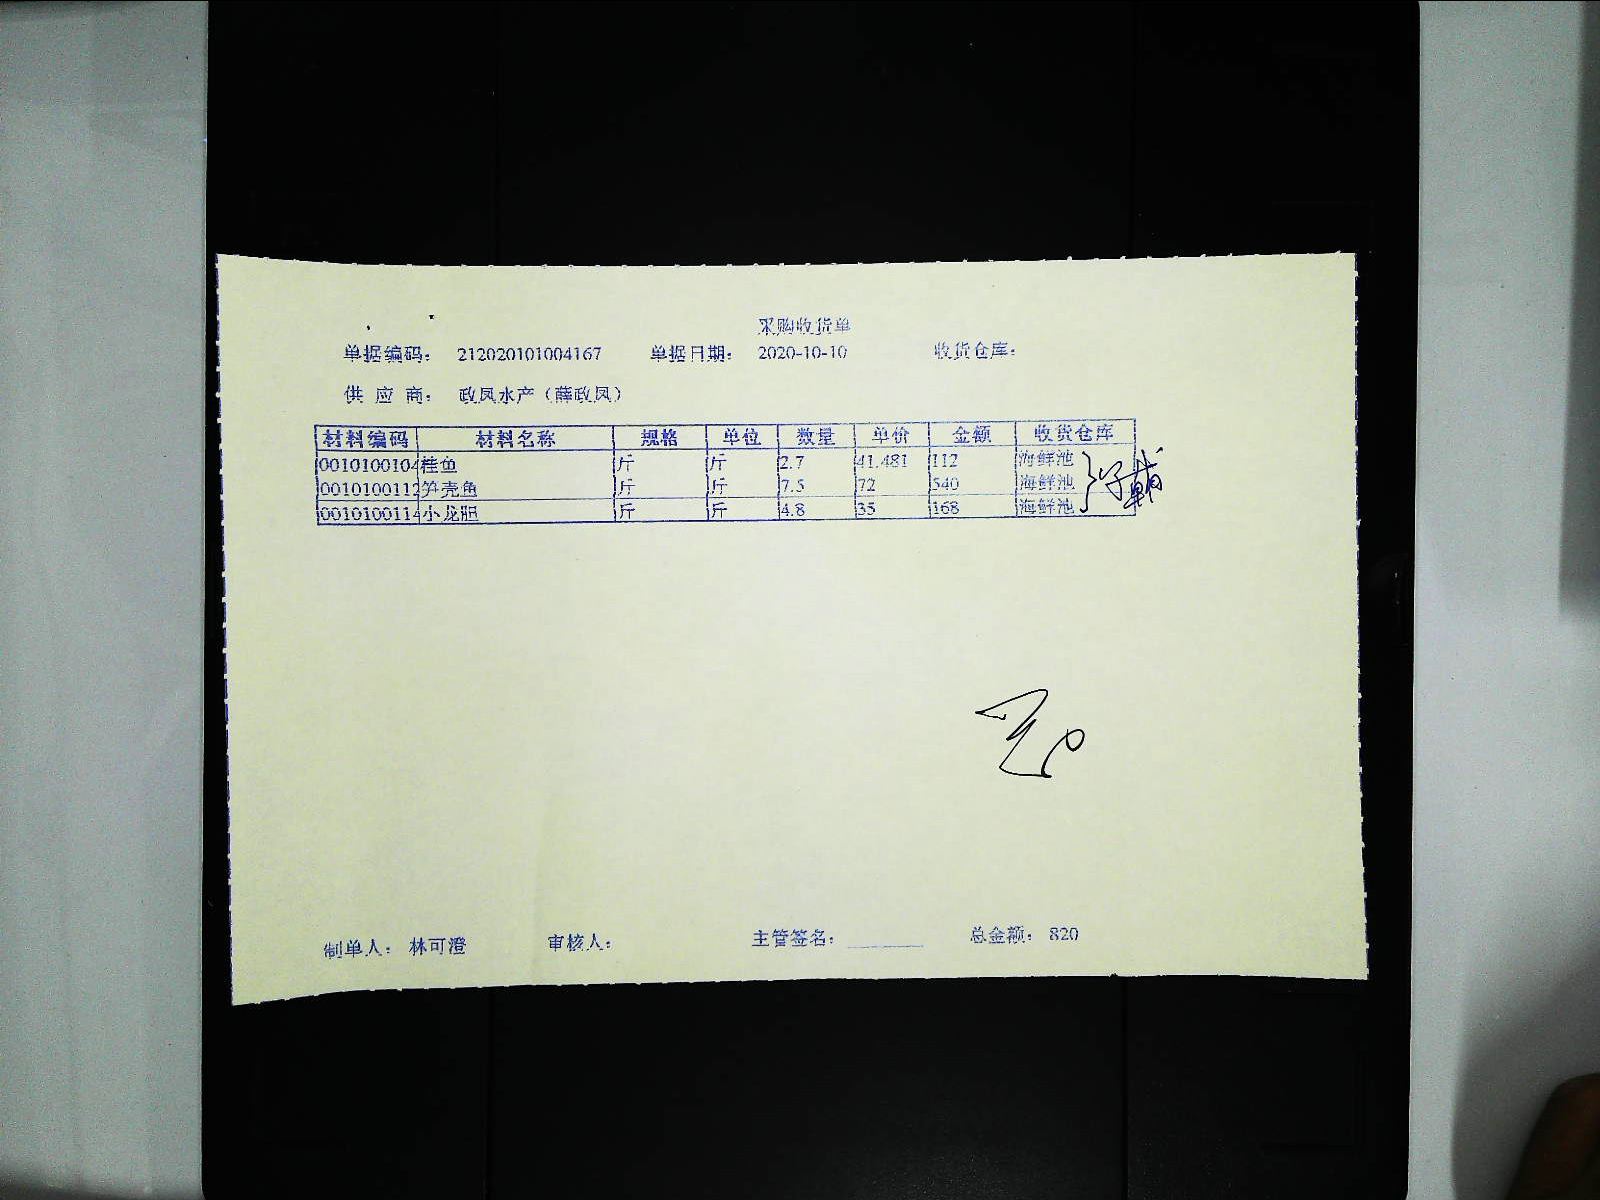 采购收货单
单据编码： 212020101004167 单据日期： 2020-10-10 收货仓库：
供 应 商： 政凤水产（薛政凤）
材料编码 材料名称 规格 单位 数量 单价 金额 收货仓库
0010100104 桂鱼 斤 斤 2.7 41.481 112 海鲜池
0010100112 笋壳鱼 斤 斤 7.5 72 540 海鲜池
0010100114 小龙胆 斤 斤 4.8 35 168 海鲜池
制单人： 林可澄 审核人： 主管签名： 总金额： 820